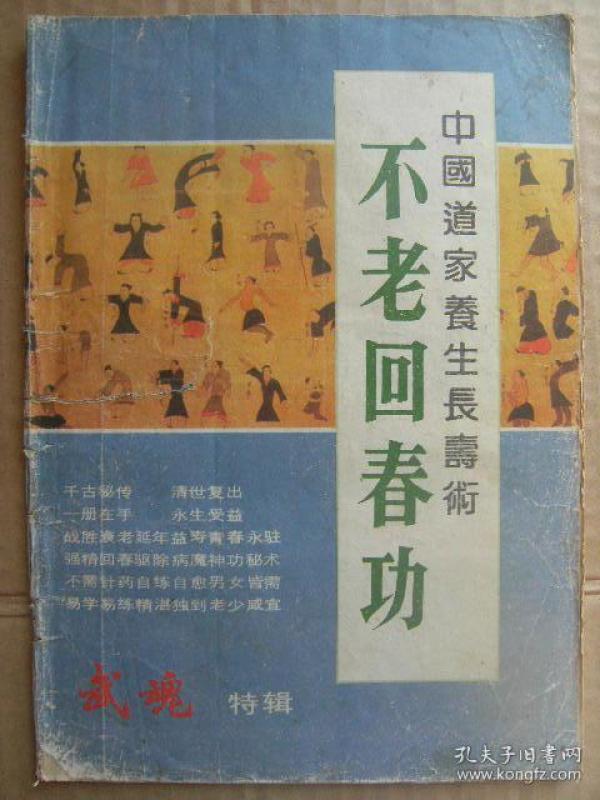 中國道家養生長壽術
不老回春功
千古秘传 清世复出
一册在手 永生受益
战胜衰老延年益寿青春永驻
强精回春驱除病魔神功秘术
不需针药自练自愈男女皆需
易学易练精湛独到老少咸宜
武魂 特辑
孔夫子旧書网
www.kongfz.com